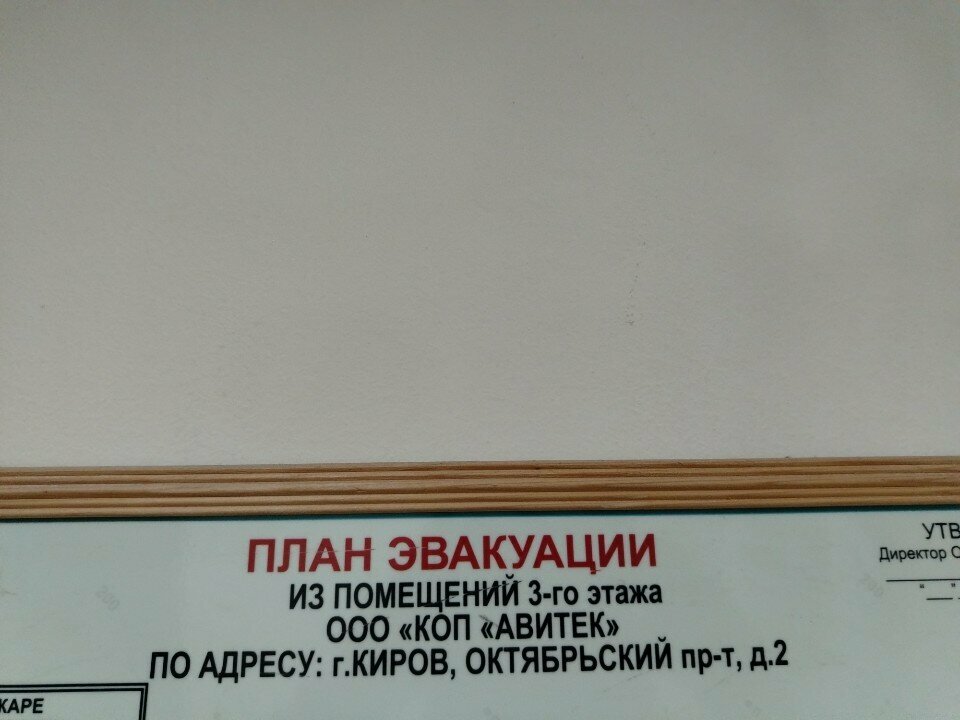 ПЛАН ЭВАКУАЦИИ
ИЗ ПОМЕЩЕНИЙ 3-го этажа
ООО «КОП «АВИТЕК»
ПО АДРЕСУ: г.КИРОВ, ОКТЯБРЬСКИЙ пр-т, д.2
УТВ
Директор О
КАРЕ